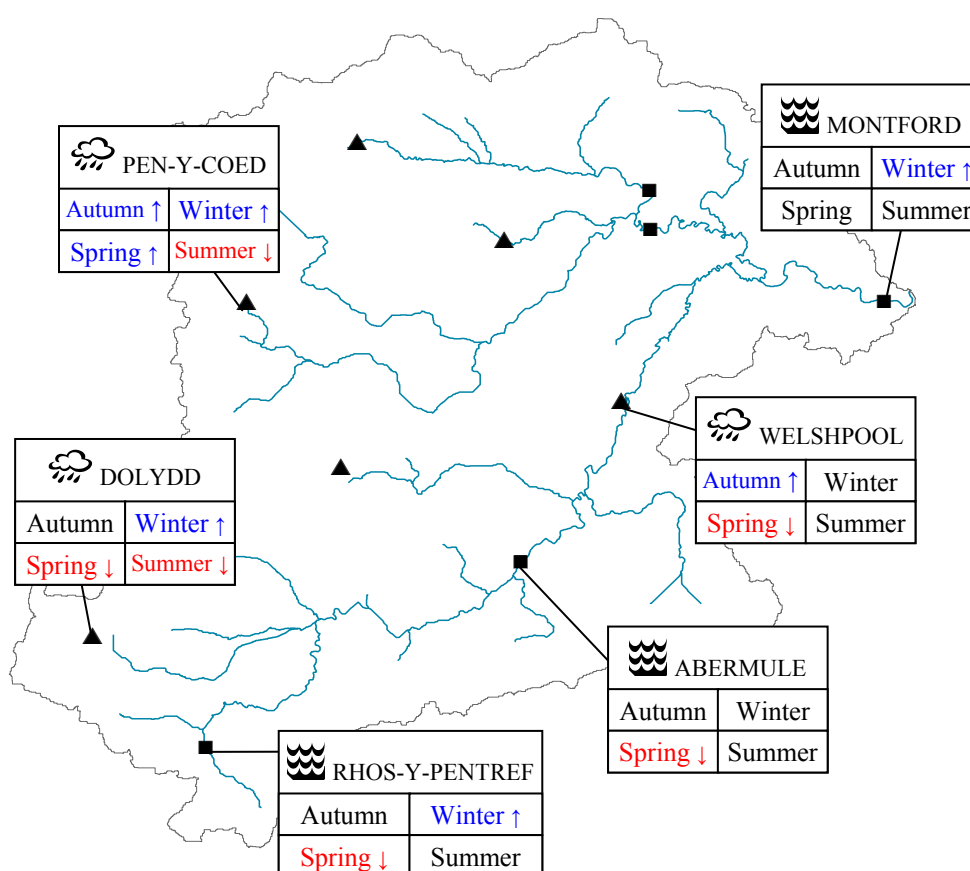 MONTFORD
Autumn Winter ↑
Spring Summer
PEN-Y-COED
Autumn ↑ Winter ↑
Spring ↑ Summer ↓
WELSHPOOL
Autumn ↑ Winter
Spring ↓ Summer
DOLYDD
Autumn Winter ↑
Spring ↓ Summer ↓
ABERMULE
Autumn Winter
Spring ↓ Summer
RHOS-Y-PENTREF
Autumn Winter ↑
Spring ↓ Summer